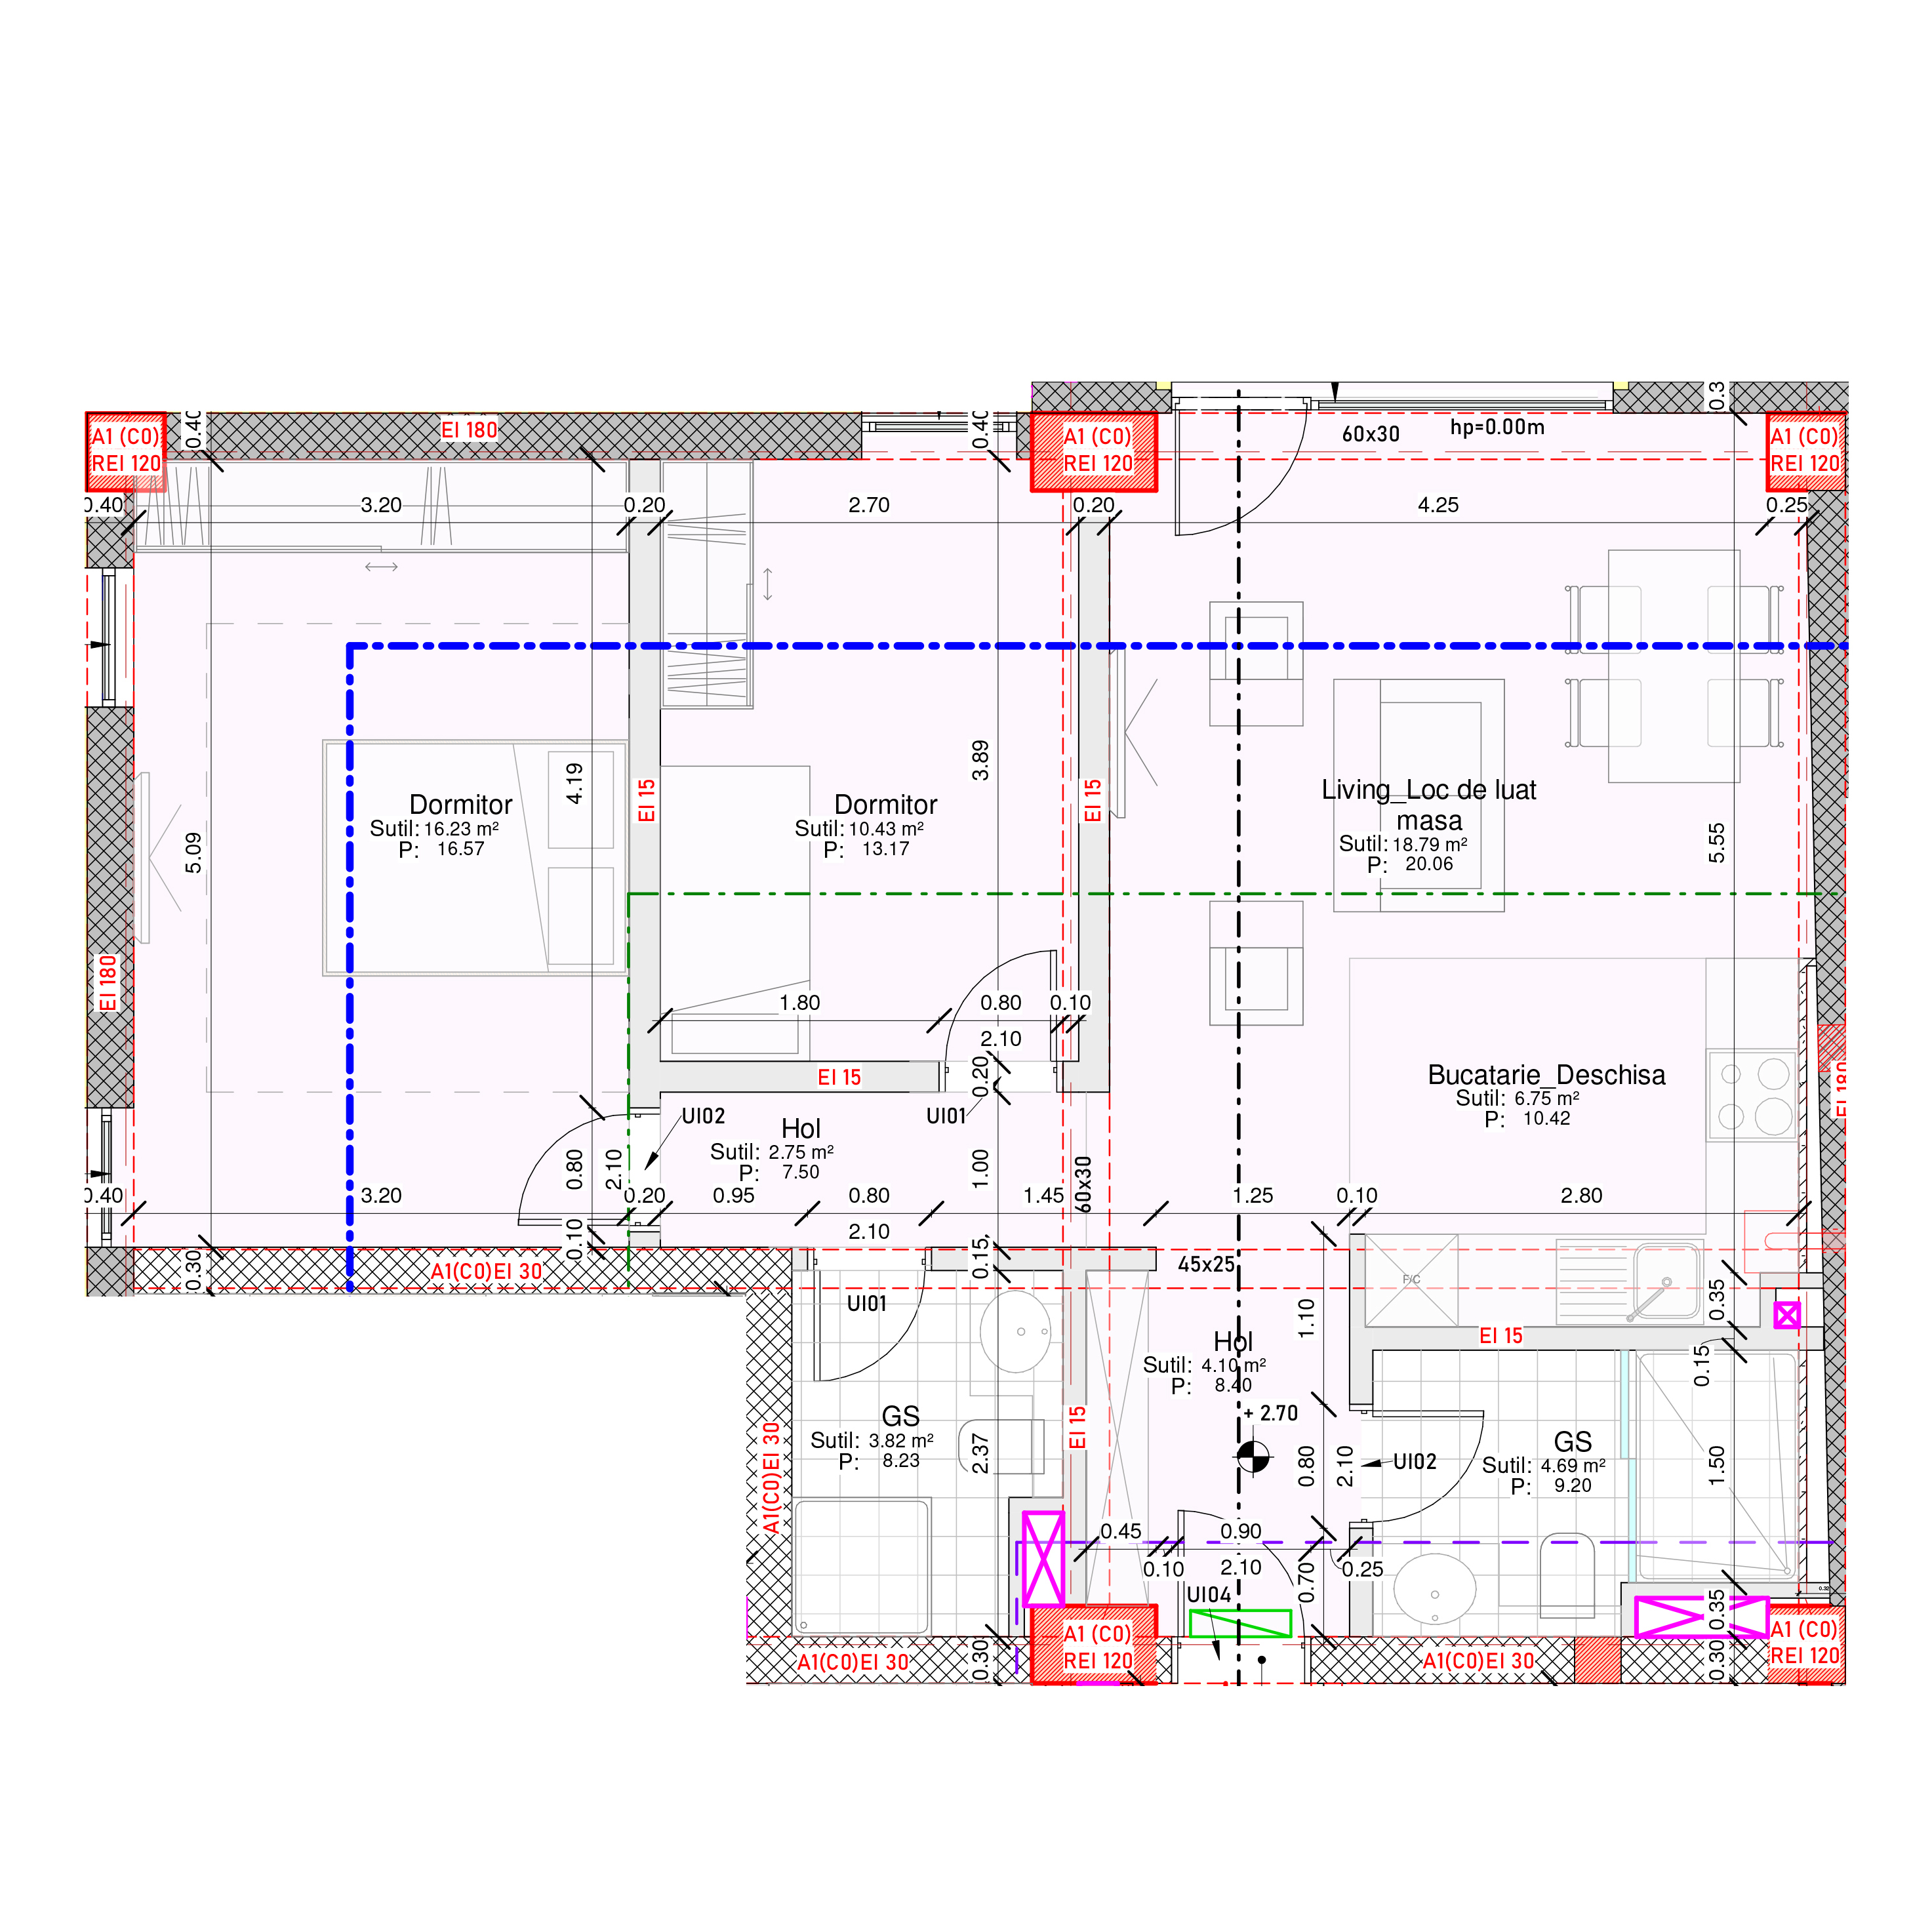 0.3
0.40
EI 180
0.40
A1 (C0)
REI 120
A1 (C0)
REI 120
60x30
hp=0.00m
A1 (C0)
REI 120
0.40
3.20
0.20
2.70
0.20
4.25
0.25
5.09
4.19
EI 15
3.89
EI 15
5.55
Dormitor
Sutil: 16.23 m²
P: 16.57
Dormitor
Sutil: 10.43 m²
P: 13.17
Living_Loc de luat
masa
Sutil: 18.79 m²
P: 20.06
EI 180
1.80
0.80
0.10
2.10
0.20
EI 15
Bucatarie_Deschisa
Sutil: 6.75 m²
P: 10.42
EI 180
UI02
UI01
Hol
Sutil: 2.75 m²
P: 7.50
0.80
2.10
1.00
60x30
0.40
3.20
0.20
0.95
0.80
1.45
1.25
0.10
2.80
2.10
0.10
0.15
0.30
A1(C0)EI 30
45x25
F/C
UI01
1.10
0.35
EI 15
0.15
Hol
Sutil: 4.10 m²
P: 8.40
+ 2.70
A1(C0)EI 30
GS
Sutil: 3.82 m²
P: 8.23
2.37
EI 15
0.80
2.10
UI02
GS
Sutil: 4.69 m²
P: 9.20
1.50
0.45
0.90
0.10
2.10
0.70
0.25
UI04
0.35
A1 (C0)
REI 120
A1 (C0)
REI 120
A1(C0)EI 30
0.30
A1(C0)EI 30
0.30